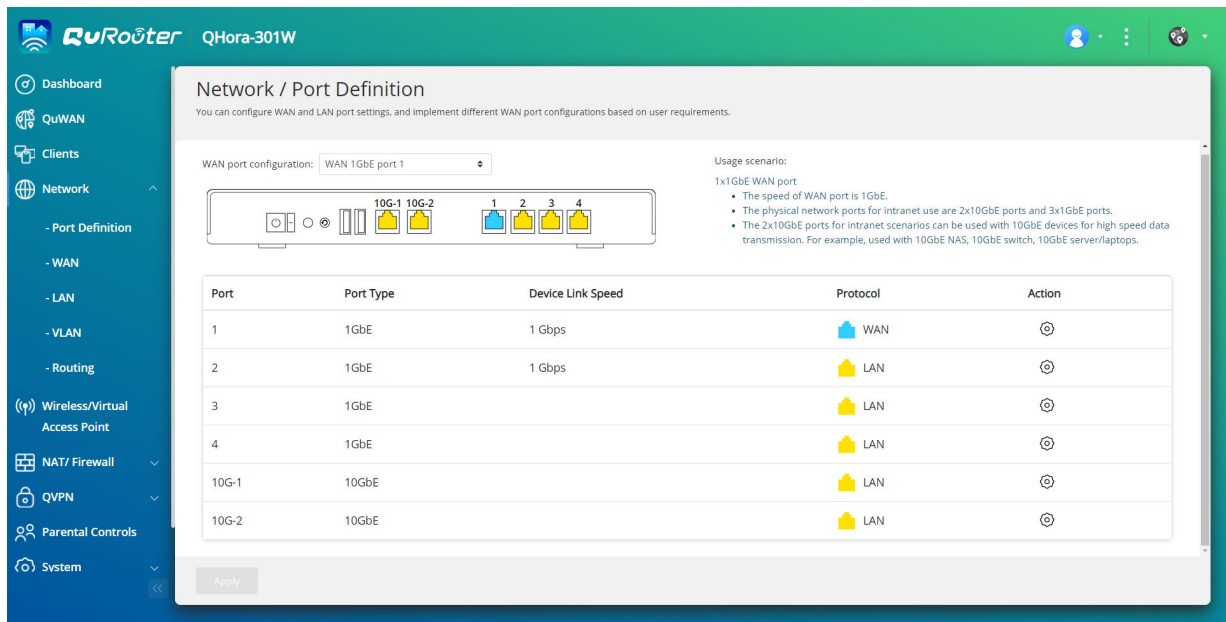 QuRouter QHora-301W
Dashboard
QuWAN
Clients
Network
- Port Definition
- WAN
- LAN
- VLAN
- Routing
Wireless/Virtual
Access Point
NAT/ Firewall
QVPN
Parental Controls
System
Network / Port Definition
You can configure WAN and LAN port settings, and implement different WAN port configurations based on user requirements.
WAN port configuration: WAN 1GbE port 1
10G-1 10G-2 1 2 3 4
Usage scenario:
1x1GbE WAN port
• The speed of WAN port is 1GbE.
• The physical network ports for intranet use are 2x10GbE ports and 3x1GbE ports.
• The 2x10GbE ports for intranet scenarios can be used with 10GbE devices for high speed data
transmission. For example, used with 10GbE NAS, 10GbE switch, 10GbE server/laptops.
Port Port Type Device Link Speed Protocol Action
1 1GbE 1 Gbps WAN
2 1GbE 1 Gbps LAN
3 1GbE LAN
4 1GbE LAN
10G-1 10GbE LAN
10G-2 10GbE LAN
Apply